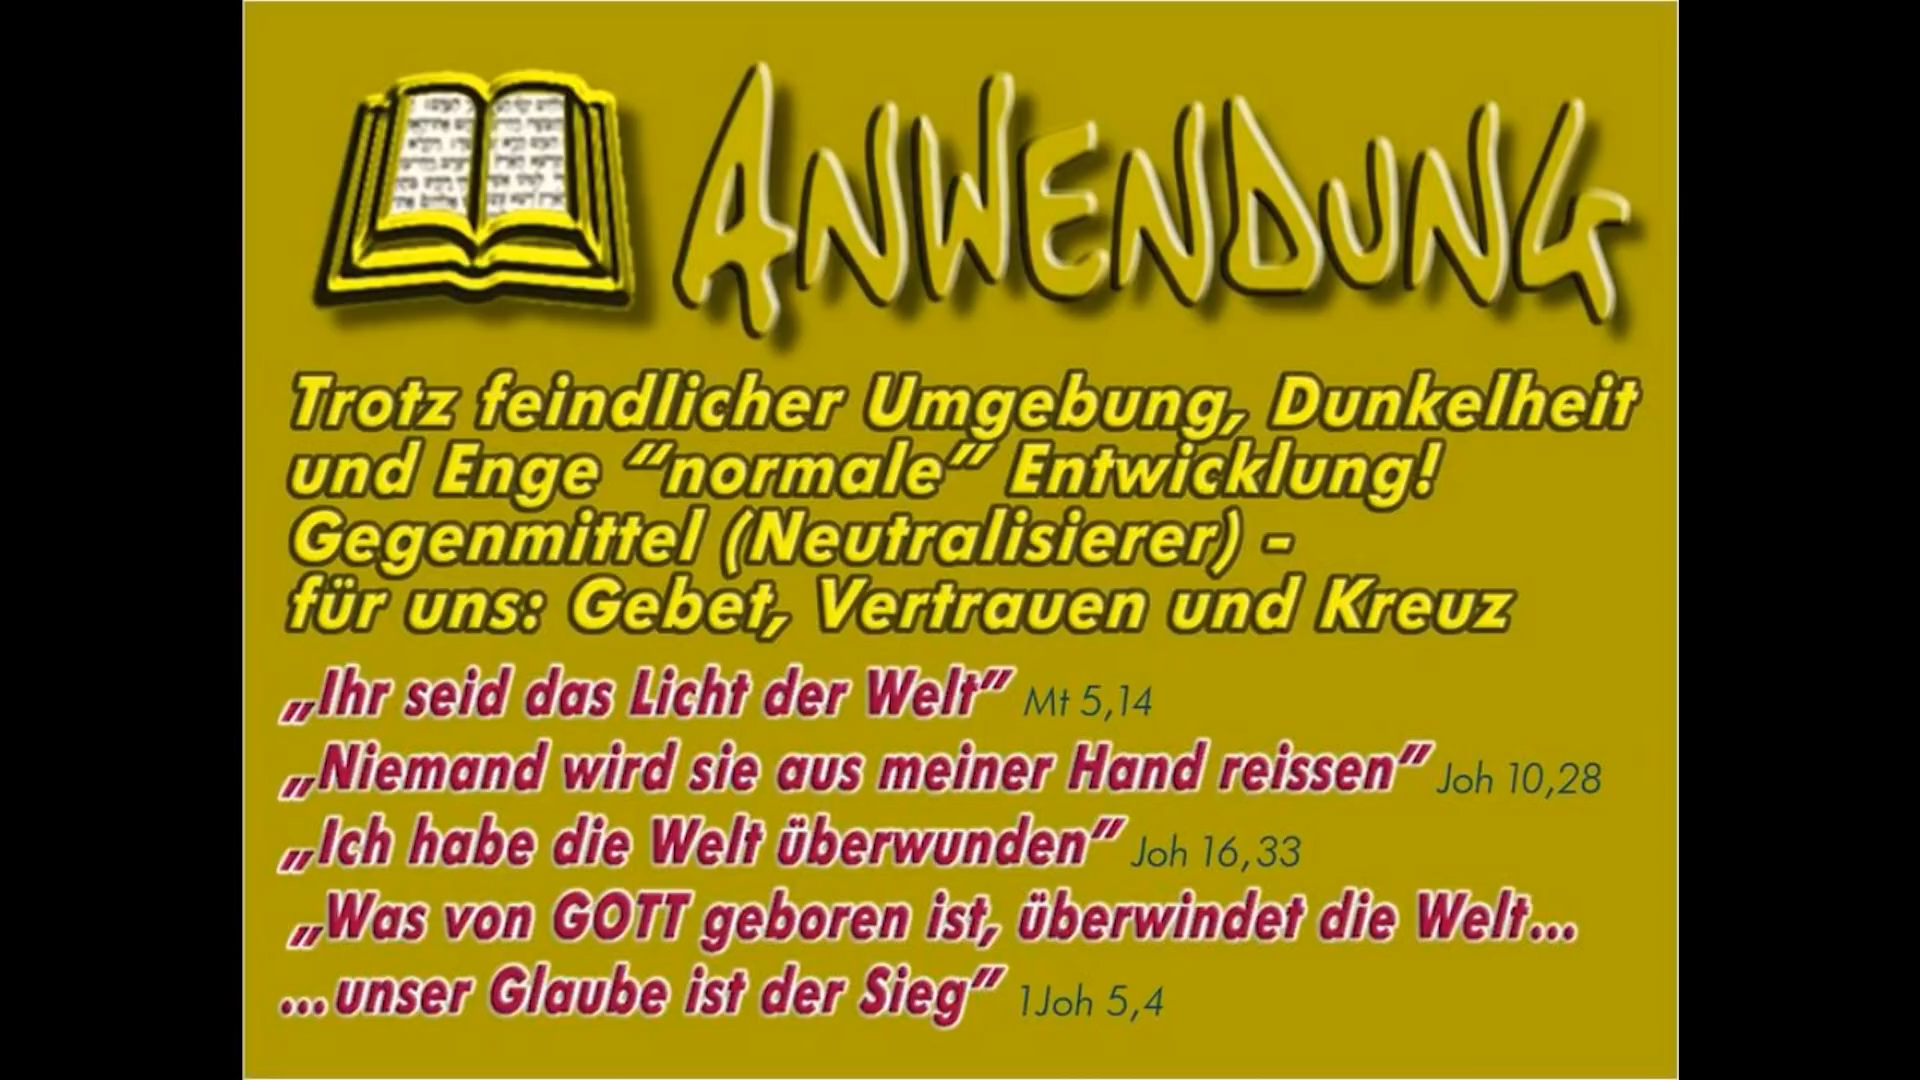 ANWENDUNG
Trotz feindlicher Umgebung, Dunkelheit
und Enge “normale” Entwicklung!
Gegenmittel (Neutralisierer) -
für uns: Gebet, Vertrauen und Kreuz
„Ihr seid das Licht der Welt” Mt 5,14
„Niemand wird sie aus meiner Hand reissen” Joh 10,28
„Ich habe die Welt überwunden” Joh 16,33
„Was von GOTT geboren ist, überwindet die Welt...
...unser Glaube ist der Sieg” 1Joh 5,4